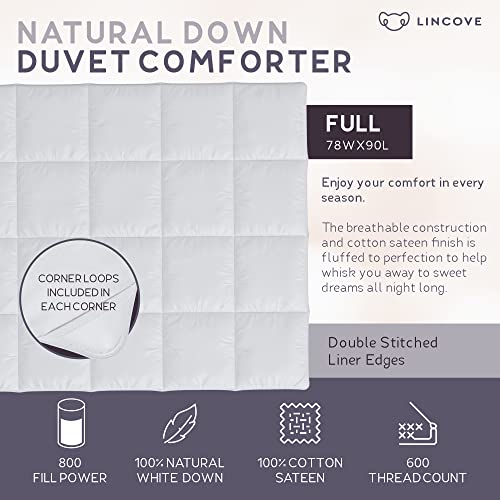 NATURAL DOWN
DUVET COMFORTER
LINCOVE
FULL
78WX90L
Enjoy your comfort in every
season.
The breathable construction
and cotton sateen finish is
fluffed to perfection to help
whisk you away to sweet
dreams all night long.
CORNER LOOPS
INCLUDED IN
EACH CORNER
Double Stitched
Liner Edges
800
FILL POWER
100% NATURAL
WHITE DOWN
100% COTTON
SATEEN
600
THREAD COUNT